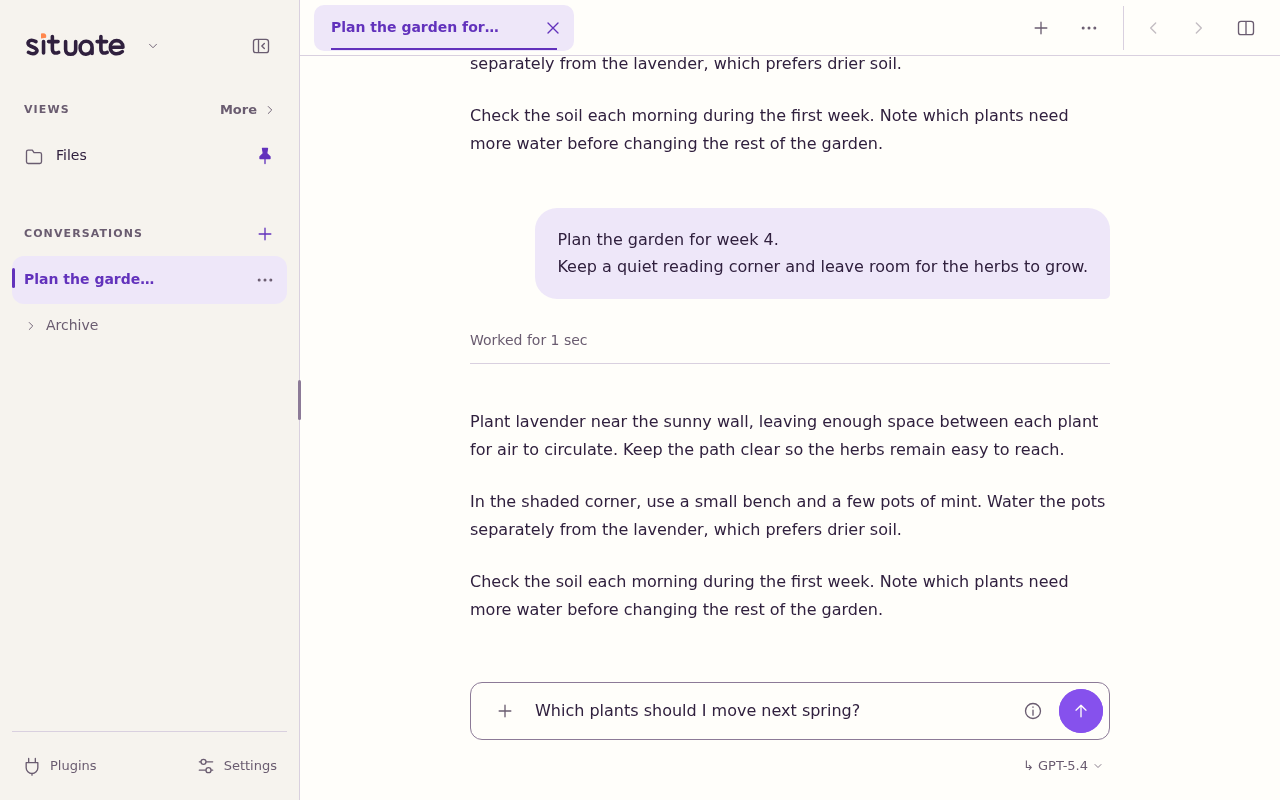 situate
VIEWS
More
Files
CONVERSATIONS
Plan the garde…
Archive
Plugins
Settings
Plan the garden for…
separately from the lavender, which prefers drier soil.
Check the soil each morning during the first week. Note which plants need
more water before changing the rest of the garden.
Plan the garden for week 4.
Keep a quiet reading corner and leave room for the herbs to grow.
Worked for 1 sec
Plant lavender near the sunny wall, leaving enough space between each plant
for air to circulate. Keep the path clear so the herbs remain easy to reach.
In the shaded corner, use a small bench and a few pots of mint. Water the pots
separately from the lavender, which prefers drier soil.
Check the soil each morning during the first week. Note which plants need
more water before changing the rest of the garden.
Which plants should I move next spring?
↳ GPT-5.4